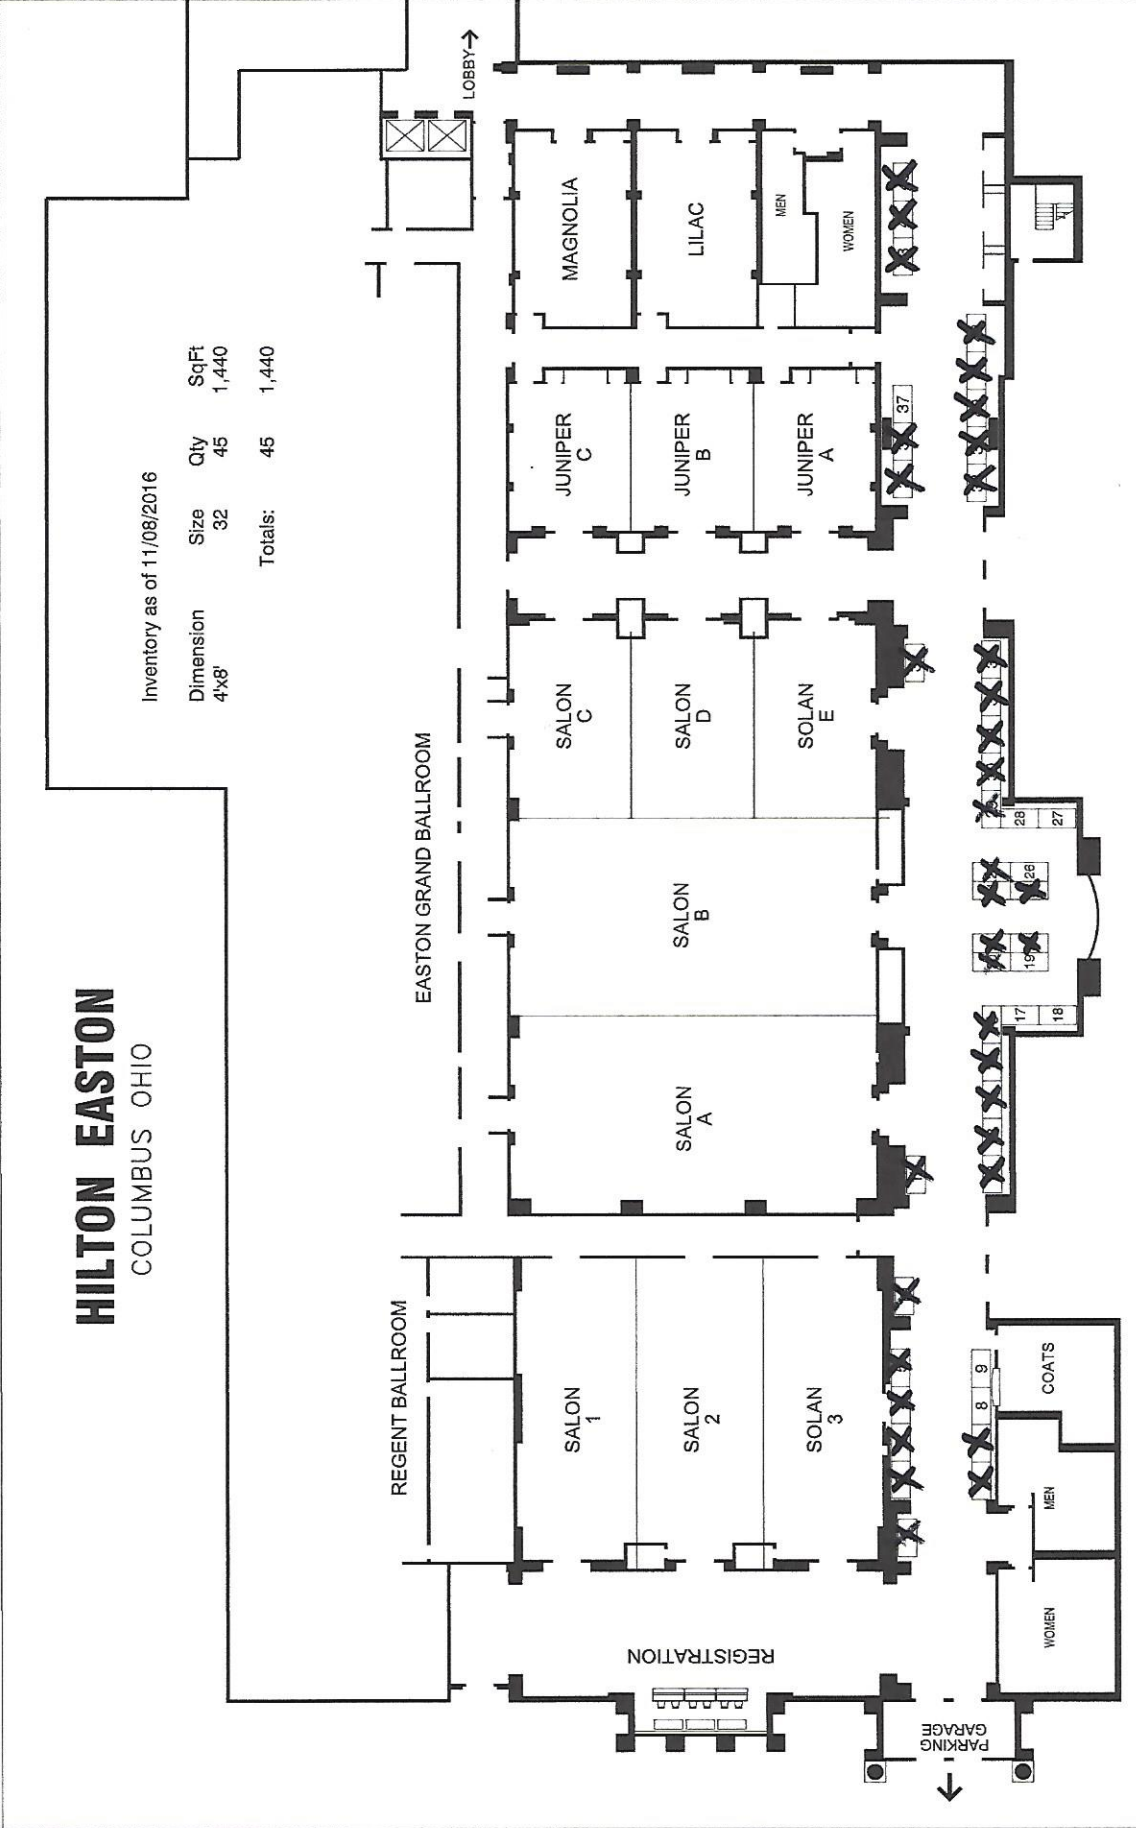 HILTON EASTON
COLUMBUS OHIO
Inventory as of 11/08/2016
Dimension Size Qty SqFt
4'x8' 32 45 1,440
Totals: 45 1,440
LOBBY
REGENT BALLROOM
EASTON GRAND BALLROOM
SALON
1
SALON
2
SOLAN
3
SALON
A
SALON
B
SALON
C
SALON
D
SOLAN
E
JUNIPER
C
JUNIPER
B
JUNIPER
A
MAGNOLIA
LILAC
MEN
WOMEN
37
REGISTRATION
PARKING
GARAGE
WOMEN
MEN
COATS
8
9
17
18
19
26
28
27